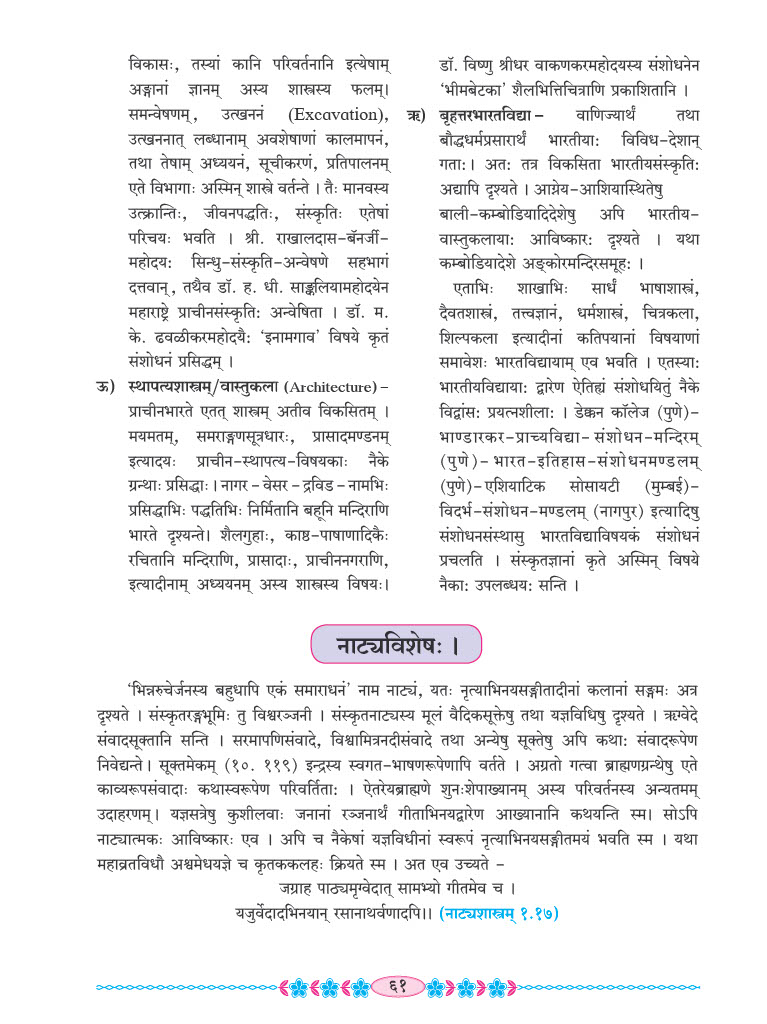 विकासः, तस्यां कानि परिवर्तनानि इत्येषाम्
अङ्गानां ज्ञानम् अस्य शास्त्रस्य फलम्।
समन्वेषणम्, उत्खननं (Excavation),
उत्खननात् लब्धानाम् अवशेषाणां कालमापनं,
तथा तेषाम् अध्ययनं, सूचीकरणं, प्रतिपालनम्
एते विभागाः अस्मिन् शास्त्रे वर्तन्ते । तैः मानवस्य
उत्क्रान्तिः, जीवनपद्धतिः, संस्कृतिः एतेषां
परिचयः भवति । श्री. राखालदास-बॅनर्जी-
महोदयः सिन्धु-संस्कृति-अन्वेषणे सहभागं
दत्तवान्, तथैव डॉ. ह. धी. साङ्कलियामहोदयेन
महाराष्ट्रे प्राचीनसंस्कृतिः अन्वेषिता । डॉ. म.
के. ढवळीकरमहोदयैः ‘इनामगाव’ विषये कृतं
संशोधनं प्रसिद्धम् ।
ऊ) स्थापत्यशास्त्रम्/वास्तुकला (Architecture) -
प्राचीनभारते एतत् शास्त्रम् अतीव विकसितम् ।
मयमतम्, समराङ्गणसूत्रधारः, प्रासादमण्डनम्
इत्यादयः प्राचीन-स्थापत्य-विषयकाः नैके
ग्रन्थाः प्रसिद्धाः । नागर - वेसर - द्रविड - नामभिः
प्रसिद्धाभिः पद्धतिभिः निर्मितानि बहूनि मन्दिराणि
भारते दृश्यन्ते। शैलगुहाः, काष्ठ-पाषाणादिकैः
रचितानि मन्दिराणि, प्रासादाः, प्राचीननगराणि,
इत्यादीनाम् अध्ययनम् अस्य शास्त्रस्य विषयः।
डॉ. विष्णु श्रीधर वाकणकरमहोदयस्य संशोधनेन
‘भीमबेटका’ शैलभित्तिचित्राणि प्रकाशितानि ।
ऋ) बृहत्तरभारतविद्या - वाणिज्यार्थं तथा
बौद्धधर्मप्रसारार्थं भारतीयाः विविध-देशान्
गताः। अतः तत्र विकसिता भारतीयसंस्कृतिः
अद्यापि दृश्यते । आग्नेय-आशियास्थितेषु
बाली-कम्बोडियादिदेशेषु अपि भारतीय-
वास्तुकलायाः आविष्कारः दृश्यते । यथा
कम्बोडियादेशे अङ्कोरमन्दिरसमूहः ।
एताभिः शाखाभिः सार्धं भाषाशास्त्रं,
दैवतशास्त्रं, तत्त्वज्ञानं, धर्मशास्त्रं, चित्रकला,
शिल्पकला इत्यादीनां कतिपयानां विषयाणां
समावेशः भारतविद्यायाम् एव भवति । एतस्याः
भारतीयविद्यायाः द्वारेण ऐतिह्यं संशोधयितुं नैके
विद्वांसः प्रयत्नशीलाः । डेक्कन कॉलेज (पुणे)-
भाण्डारकर-प्राच्यविद्या - संशोधन-मन्दिरम्
(पुणे) - भारत-इतिहास-संशोधनमण्डलम्
(पुणे)-एशियाटिक सोसायटी (मुम्बई)-
विदर्भ-संशोधन-मण्डलम् (नागपुर) इत्यादिषु
संशोधनसंस्थासु भारतविद्याविषयकं संशोधनं
प्रचलति । संस्कृतज्ञानां कृते अस्मिन् विषये
नैकाः उपलब्धयः सन्ति ।
नाट्यविशेषः ।
‘भिन्नरुचेर्जनस्य बहुधापि एकं समाराधनं’ नाम नाट्यं, यतः नृत्याभिनयसङ्गीतादीनां कलानां सङ्गमः अत्र
दृश्यते । संस्कृतरङ्गभूमिः तु विश्वरञ्जनी । संस्कृतनाट्यस्य मूलं वैदिकसूक्तेषु तथा यज्ञविधिषु दृश्यते । ऋग्वेदे
संवादसूक्तानि सन्ति । सरमापणिसंवादे, विश्वामित्रनदीसंवादे तथा अन्येषु सूक्तेषु अपि कथाः संवादरूपेण
निवेद्यन्ते। सूक्तमेकम् (१०. ११९) इन्द्रस्य स्वगत-भाषणरूपेणापि वर्तते । अग्रतो गत्वा ब्राह्मणग्रन्थेषु एते
काव्यरूपसंवादाः कथास्वरूपेण परिवर्तिताः । ऐतरेयब्राह्मणे शुनःशेपाख्यानम् अस्य परिवर्तनस्य अन्यतमम्
उदाहरणम्। यज्ञसत्रेषु कुशीलवाः जनानां रञ्जनार्थं गीताभिनयद्वारेण आख्यानानि कथयन्ति स्म। सोऽपि
नाट्यात्मकः आविष्कारः एव । अपि च नैकेषां यज्ञविधीनां स्वरूपं नृत्याभिनयसङ्गीतमयं भवति स्म । यथा
महाव्रतविधौ अश्वमेधयज्ञे च कृतककलहः क्रियते स्म । अत एव उच्यते -
जग्राह पाठ्यमृग्वेदात् सामभ्यो गीतमेव च ।
यजुर्वेदादभिनयान् रसानाथर्वणादपि।। (नाट्यशास्त्रम् १.१७)
६१